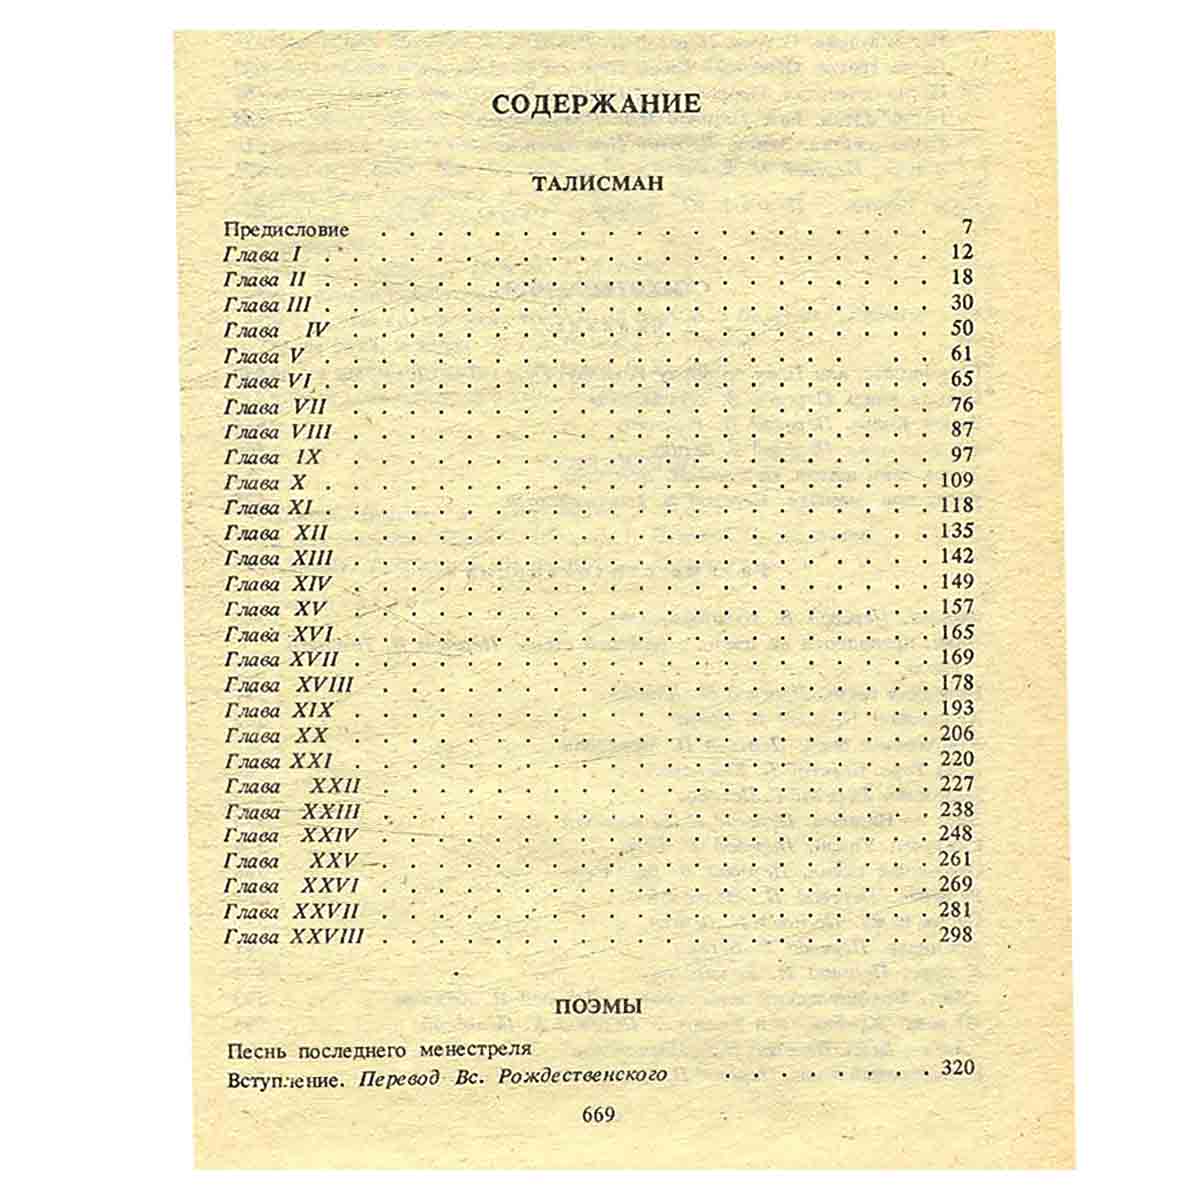 СОДЕРЖАНИЕ
ТАЛИСМАН
Предисловие . . . . . . . . . . . . . . . . . . . . 7
Глава I . . . . . . . . . . . . . . . . . . . . . . 12
Глава II . . . . . . . . . . . . . . . . . . . . . . 18
Глава III . . . . . . . . . . . . . . . . . . . . . . 30
Глава IV . . . . . . . . . . . . . . . . . . . . . 50
Глава V . . . . . . . . . . . . . . . . . . . . . . 61
Глава VI . . . . . . . . . . . . . . . . . . . . . . 65
Глава VII . . . . . . . . . . . . . . . . . . . . . 76
Глава VIII . . . . . . . . . . . . . . . . . . . . . 87
Глава IX . . . . . . . . . . . . . . . . . . . . . 97
Глава X . . . . . . . . . . . . . . . . . . . . . . 109
Глава XI . . . . . . . . . . . . . . . . . . . . . . 118
Глава XII . . . . . . . . . . . . . . . . . . . . . 135
Глава XIII . . . . . . . . . . . . . . . . . . . . . 142
Глава XIV . . . . . . . . . . . . . . . . . . . . . 149
Глава XV . . . . . . . . . . . . . . . . . . . . . 157
Глава XVI . . . . . . . . . . . . . . . . . . . . . 165
Глава XVII . . . . . . . . . . . . . . . . . . . . . 169
Глава XVIII . . . . . . . . . . . . . . . . . . . . 178
Глава XIX . . . . . . . . . . . . . . . . . . . . . 193
Глава XX . . . . . . . . . . . . . . . . . . . . . 206
Глава XXI . . . . . . . . . . . . . . . . . . . . . 220
Глава XXII . . . . . . . . . . . . . . . . . . . . 227
Глава XXIII . . . . . . . . . . . . . . . . . . . . 238
Глава XXIV . . . . . . . . . . . . . . . . . . . . 248
Глава XXV . . . . . . . . . . . . . . . . . . . . 261
Глава XXVI . . . . . . . . . . . . . . . . . . . . 269
Глава XXVII . . . . . . . . . . . . . . . . . . . . 281
Глава XXVIII . . . . . . . . . . . . . . . . . . . . 298
ПОЭМЫ
Песнь последнего менестреля
Вступление. Перевод Вс. Рождественского . . . . . . . . 320
669